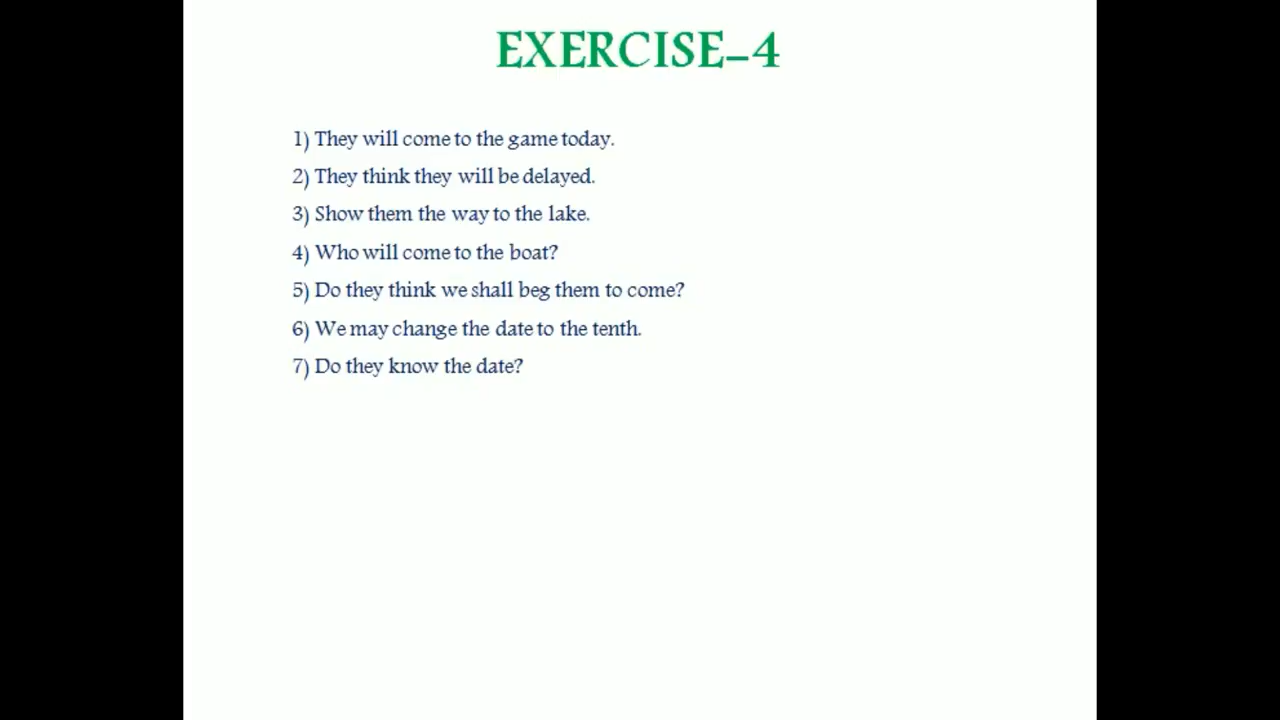 EXERCISE-4
1) They will come to the game today.
2) They think they will be delayed.
3) Show them the way to the lake.
4) Who will come to the boat?
5) Do they think we shall beg them to come?
6) We may change the date to the tenth.
7) Do they know the date?